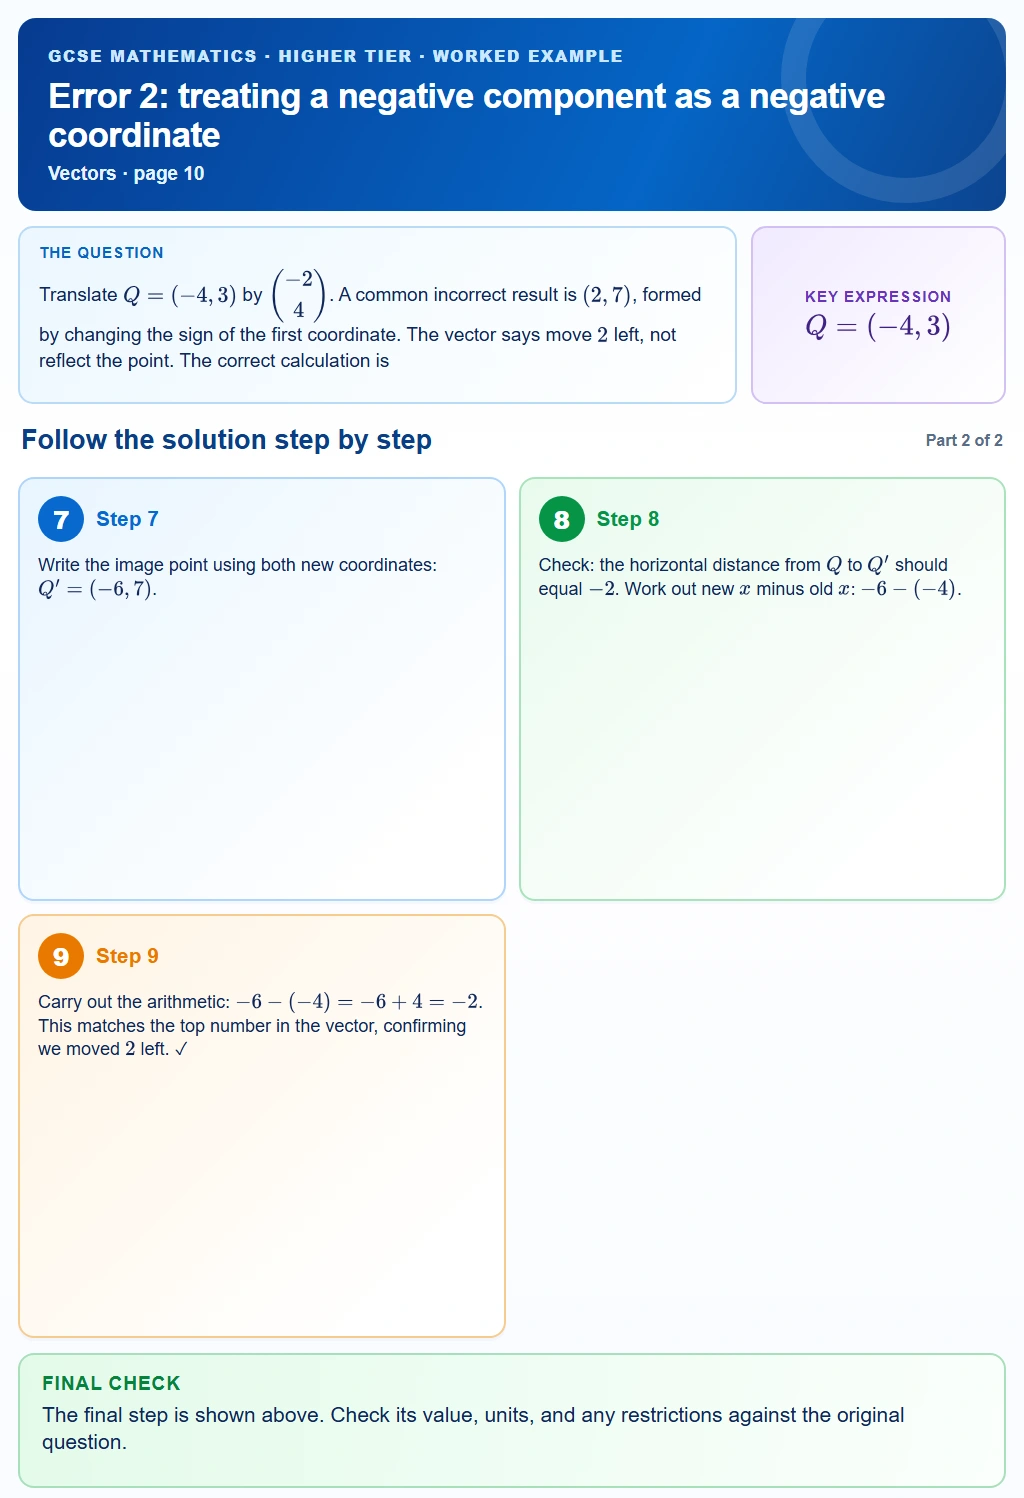 GCSE MATHEMATICS · HIGHER TIER · WORKED EXAMPLE
Error 2: treating a negative component as a negative
coordinate
Vectors · page 10
THE QUESTION
Translate Q = (−4, 3) by (−2 4). A common incorrect result is (2, 7), formed
by changing the sign of the first coordinate. The vector says move 2 left, not
reflect the point. The correct calculation is
KEY EXPRESSION
Q = (−4, 3)
Follow the solution step by step
Part 2 of 2
7 Step 7
Write the image point using both new coordinates:
Q′ = (−6, 7).
8 Step 8
Check: the horizontal distance from Q to Q′ should
equal −2. Work out new x minus old x: −6 − (−4).
9 Step 9
Carry out the arithmetic: −6 − (−4) = −6 + 4 = −2.
This matches the top number in the vector, confirming
we moved 2 left. ✓
FINAL CHECK
The final step is shown above. Check its value, units, and any restrictions against the original
question.